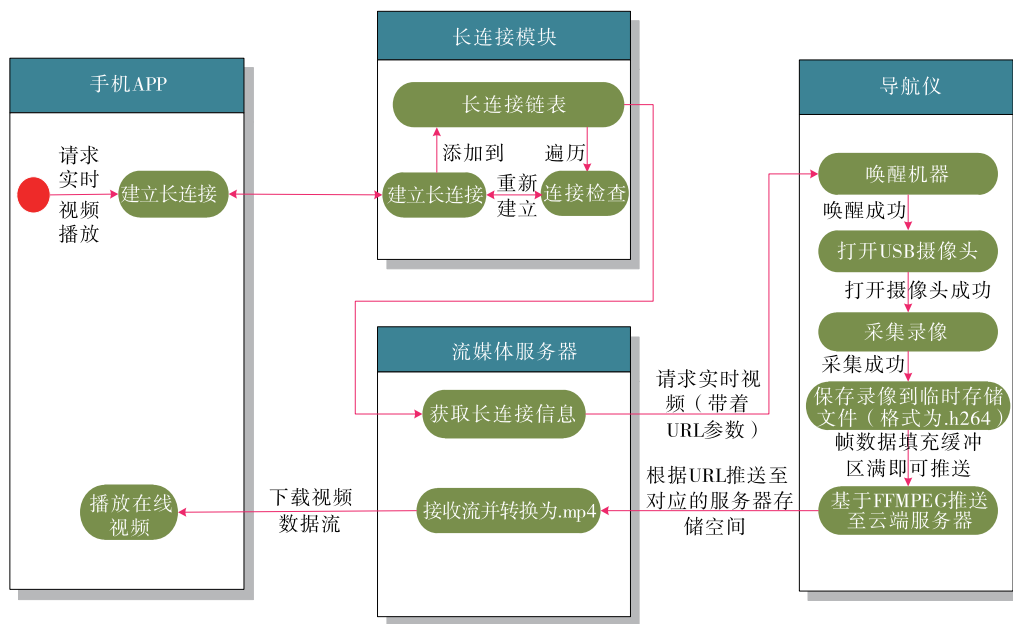 手机APP
请求
实时
视频
播放
建立长连接
播放在线
视频
长连接模块
长连接链表
添加到
遍历
建立长连接
重新
建立
连接检查
流媒体服务器
获取长连接信息
接收流并转换为.mp4
下载视频
数据流
请求实时视
频（带着
URL参数）
根据URL推送至
对应的服务器存
储空间
导航仪
唤醒机器
唤醒成功
打开USB摄像头
打开摄像头成功
采集录像
采集成功
保存录像到临时存储
文件（格式为.h264）
帧数据填充缓冲
区满即可推送
基于FFMPEG推送
至云端服务器